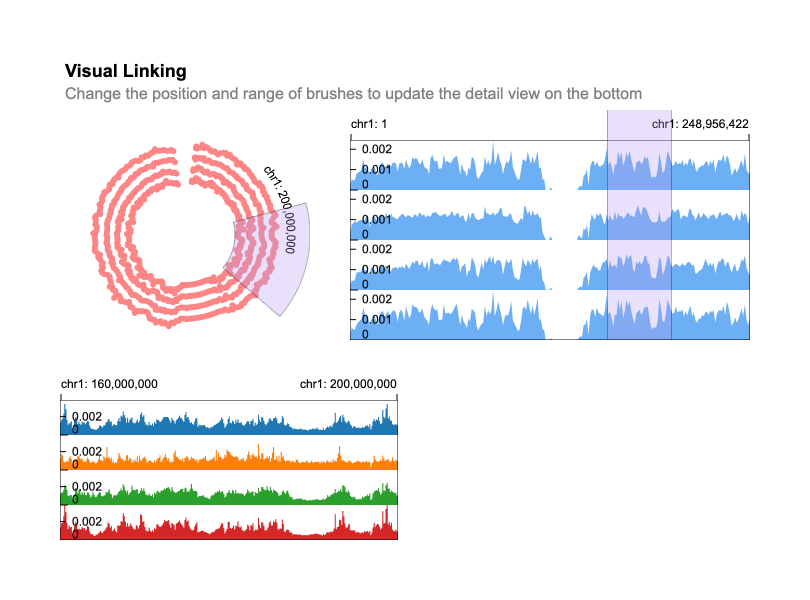 Visual Linking
Change the position and range of brushes to update the detail view on the bottom
chr1: 200,000,000
chr1: 1
chr1: 248,956,422
0.002
0.001
0
0.002
0.001
0
0.002
0.001
0
0.002
0.001
0
chr1: 160,000,000
chr1: 200,000,000
0.002
0
0.002
0
0.002
0
0.002
0